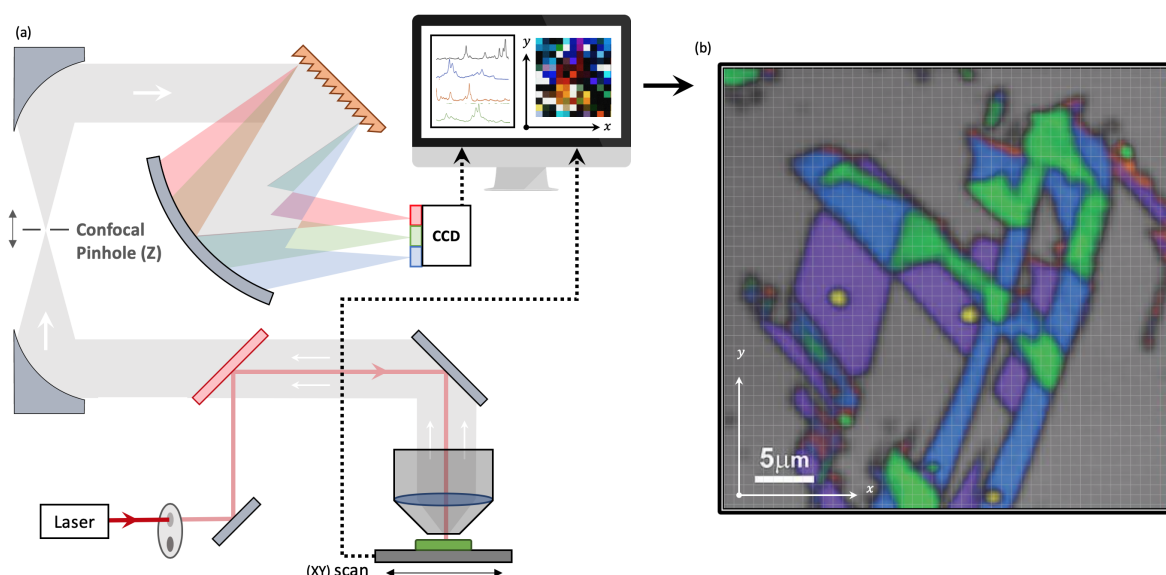 (a)
y
x
(b)
Confocal
Pinhole (Z)
CCD
y
5μm
x
Laser
(XY) scan